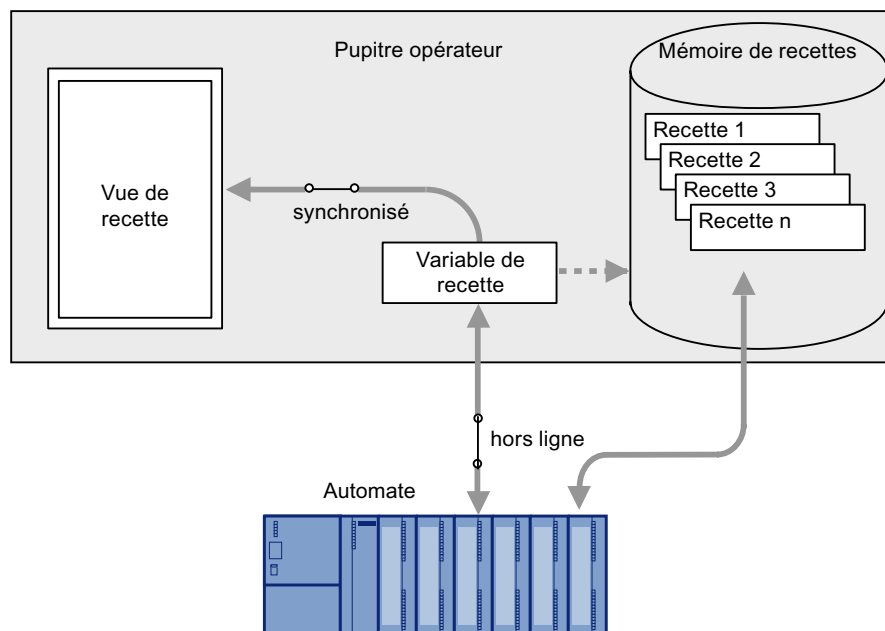 Pupitre opérateur
Mémoire de recettes
Recette 1
Recette 2
Recette 3
Recette n
Vue de
recette
synchronisé
Variable de
recette
hors ligne
Automate